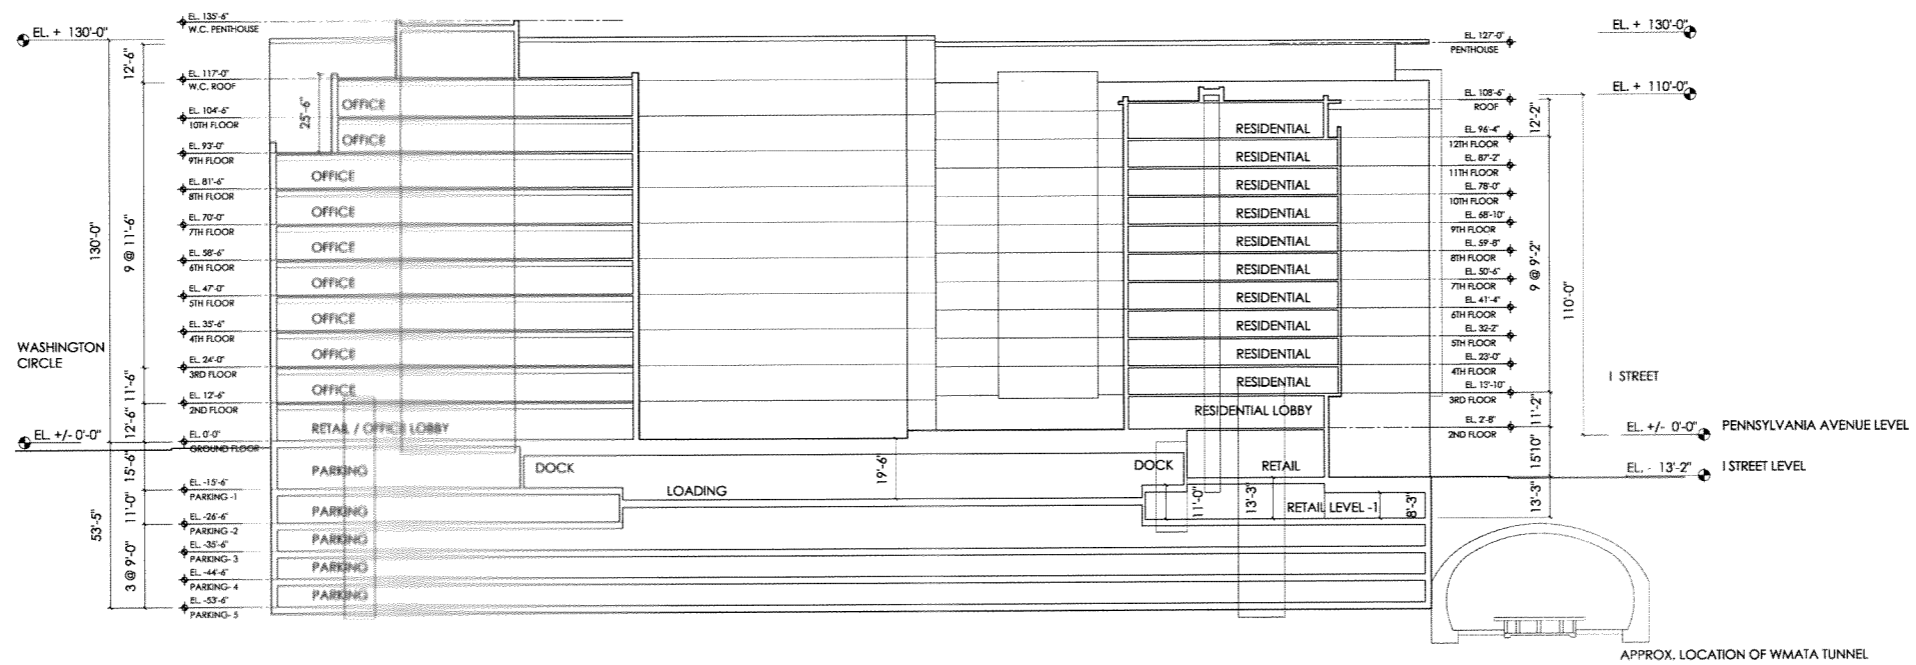 EL. 135'-6"
W.C. PENTHOUSE
EL. + 130'-0"
EL. 117'-0"
W.C. ROOF
EL. 104'-6"
10TH FLOOR
EL. 93'-0"
9TH FLOOR
EL. 81'-6"
8TH FLOOR
EL. 70'-0"
7TH FLOOR
EL. 58'-6"
6TH FLOOR
EL. 47'-0"
5TH FLOOR
EL. 35'-6"
4TH FLOOR
EL. 24'-0"
3RD FLOOR
EL. 12'-6"
2ND FLOOR
EL. 0'-0"
GROUND FLOOR
EL. -15'-6"
PARKING -1
EL. -26'-6"
PARKING -2
EL. -35'-6"
PARKING- 3
EL. -44'-6"
PARKING- 4
EL. -53'-6"
PARKING- 5
WASHINGTON
CIRCLE
EL. +/- 0'-0"
130'-0"
53'-5"
12'-6"
9 @ 11'-6"
11'-6"
12'-6"
15'-6"
11'-0"
3 @ 9'-0"
25'-6"
OFFICE
OFFICE
OFFICE
OFFICE
OFFICE
OFFICE
OFFICE
OFFICE
OFFICE
RETAIL / OFFICE LOBBY
PARKING
PARKING
PARKING
PARKING
PARKING
DOCK
LOADING
19'-6"
DOCK
RESIDENTIAL
RESIDENTIAL
RESIDENTIAL
RESIDENTIAL
RESIDENTIAL
RESIDENTIAL
RESIDENTIAL
RESIDENTIAL
RESIDENTIAL
RESIDENTIAL
RESIDENTIAL LOBBY
RETAIL
11'-0"
13'-3"
RETAIL LEVEL -1
8'-3"
EL. 127'-0"
PENTHOUSE
EL. 108'-6"
ROOF
EL. 96'-4"
12TH FLOOR
EL. 87'-2"
11TH FLOOR
EL. 78'-0"
10TH FLOOR
EL. 68'-10"
9TH FLOOR
EL. 59'-8"
8TH FLOOR
EL. 50'-6"
7TH FLOOR
EL. 41'-4"
6TH FLOOR
EL. 32'-2"
5TH FLOOR
EL. 23'-0"
4TH FLOOR
EL. 13'-10"
3RD FLOOR
EL. 2'-8"
2ND FLOOR
12'-2"
9 @ 9'-2"
11'-2"
15'10"
13'-3"
110'-0"
EL. + 130'-0"
EL. + 110'-0"
I STREET
EL. +/- 0'-0" PENNSYLVANIA AVENUE LEVEL
EL. - 13'-2" I STREET LEVEL
APPROX. LOCATION OF WMATA TUNNEL